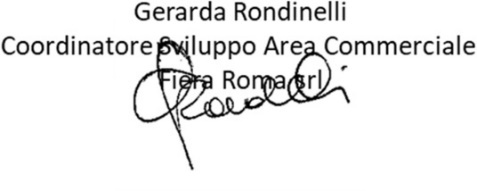 Gerarda Rondinelli
Coordinatore Sviluppo Area Commerciale
Fiera Roma srl